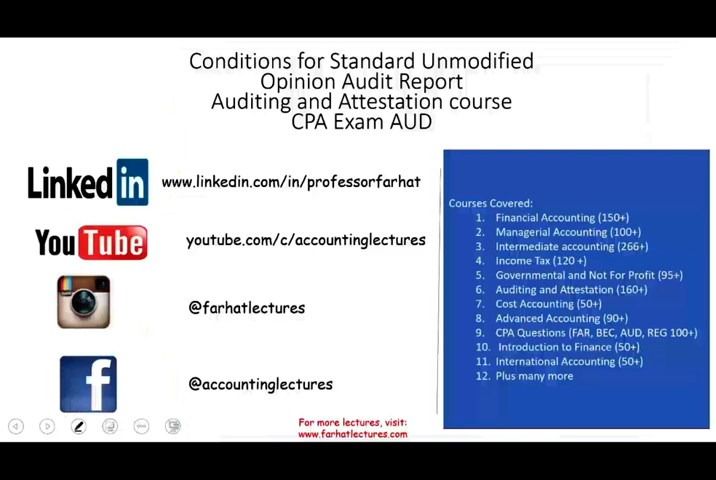 Conditions for Standard Unmodified
Opinion Audit Report
Auditing and Attestation course
CPA Exam AUD
Linked in
www.linkedin.com/in/professorfarhat
YouTube
youtube.com/c/accountinglectures
@farhatlectures
f
@accountinglectures
For more lectures, visit:
www.farhatlectures.com
Courses Covered:
1. Financial Accounting (150+)
2. Managerial Accounting (100+)
3. Intermediate accounting (266+)
4. Income Tax (120 +)
5. Governmental and Not For Profit (95+)
6. Auditing and Attestation (160+)
7. Cost Accounting (50+)
8. Advanced Accounting (90+)
9. CPA Questions (FAR, BEC, AUD, REG 100+)
10. Introduction to Finance (50+)
11. International Accounting (50+)
12. Plus many more